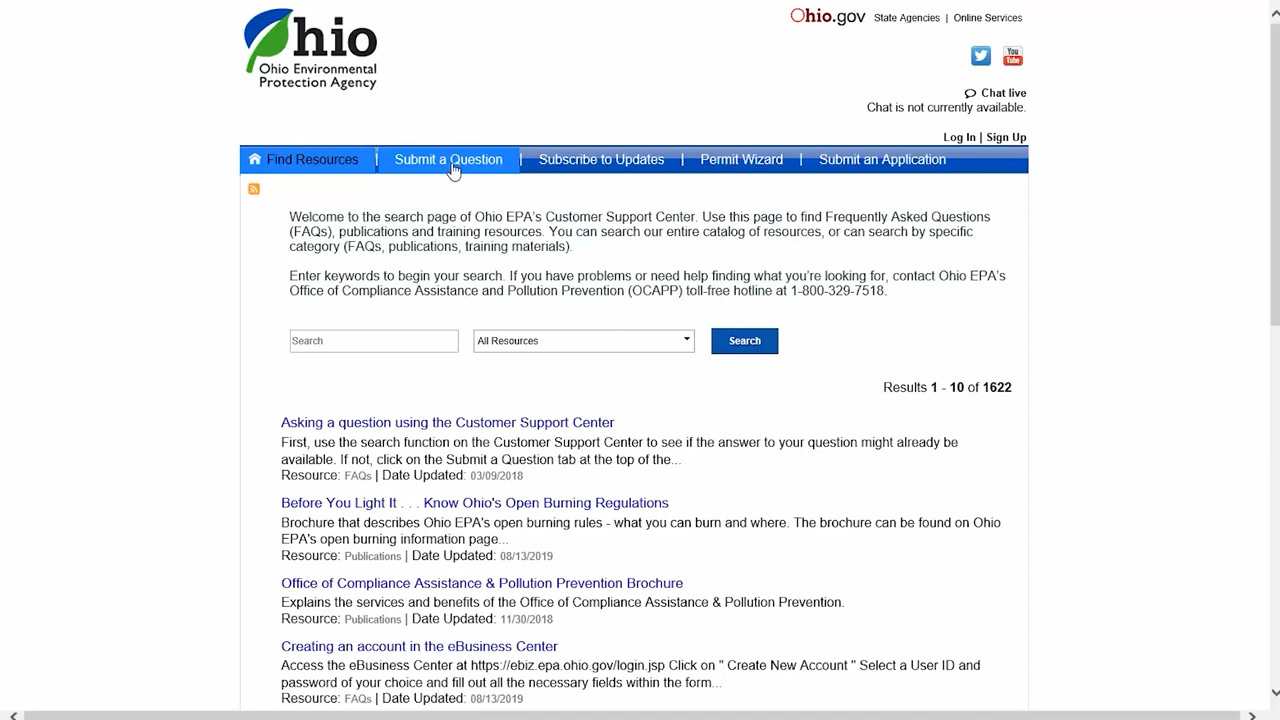 Ohio
Ohio Environmental
Protection Agency
Ohio.gov State Agencies | Online Services
You
Tube
Chat live
Chat is not currently available.
Log In | Sign Up
Find Resources | Submit a Question | Subscribe to Updates | Permit Wizard | Submit an Application
Welcome to the search page of Ohio EPA's Customer Support Center. Use this page to find Frequently Asked Questions
(FAQs), publications and training resources. You can search our entire catalog of resources, or can search by specific
category (FAQs, publications, training materials).
Enter keywords to begin your search. If you have problems or need help finding what you're looking for, contact Ohio EPA's
Office of Compliance Assistance and Pollution Prevention (OCAPP) toll-free hotline at 1-800-329-7518.
Search All Resources Search
Results 1 - 10 of 1622
Asking a question using the Customer Support Center
First, use the search function on the Customer Support Center to see if the answer to your question might already be
available. If not, click on the Submit a Question tab at the top of the...
Resource: FAQs | Date Updated: 03/09/2018
Before You Light It . . . Know Ohio's Open Burning Regulations
Brochure that describes Ohio EPA's open burning rules - what you can burn and where. The brochure can be found on Ohio
EPA's open burning information page...
Resource: Publications | Date Updated: 08/13/2019
Office of Compliance Assistance & Pollution Prevention Brochure
Explains the services and benefits of the Office of Compliance Assistance & Pollution Prevention.
Resource: Publications | Date Updated: 11/30/2018
Creating an account in the eBusiness Center
Access the eBusiness Center at https://ebiz.epa.ohio.gov/login.jsp Click on " Create New Account " Select a User ID and
password of your choice and fill out all the necessary fields within the form...
Resource: FAQs | Date Updated: 08/13/2019